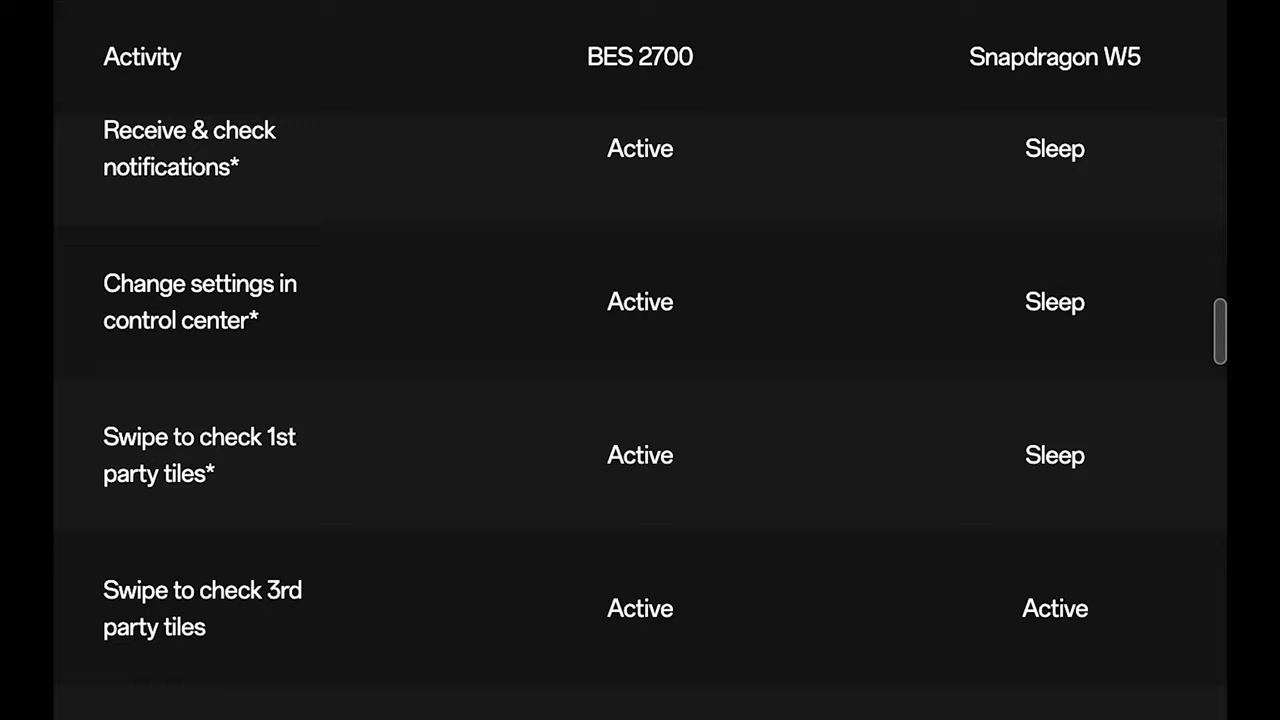 Activity BES 2700 Snapdragon W5
Receive & check
notifications*
Active Sleep
Change settings in
control center*
Active Sleep
Swipe to check 1st
party tiles*
Active Sleep
Swipe to check 3rd
party tiles
Active Active